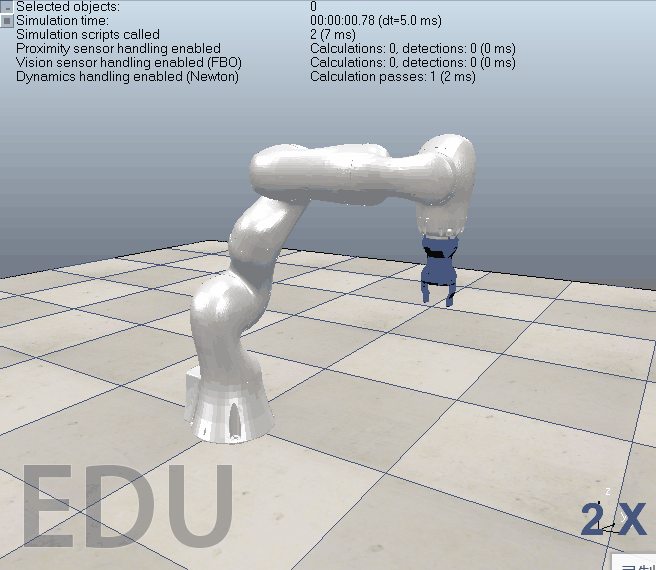 Selected objects: 0
Simulation time: 00:00:00.78 (dt=5.0 ms)
Simulation scripts called 2 (7 ms)
Proximity sensor handling enabled Calculations: 0, detections: 0 (0 ms)
Vision sensor handling enabled (FBO) Calculations: 0, detections: 0 (0 ms)
Dynamics handling enabled (Newton) Calculation passes: 1 (2 ms)
EDU
z
2 X